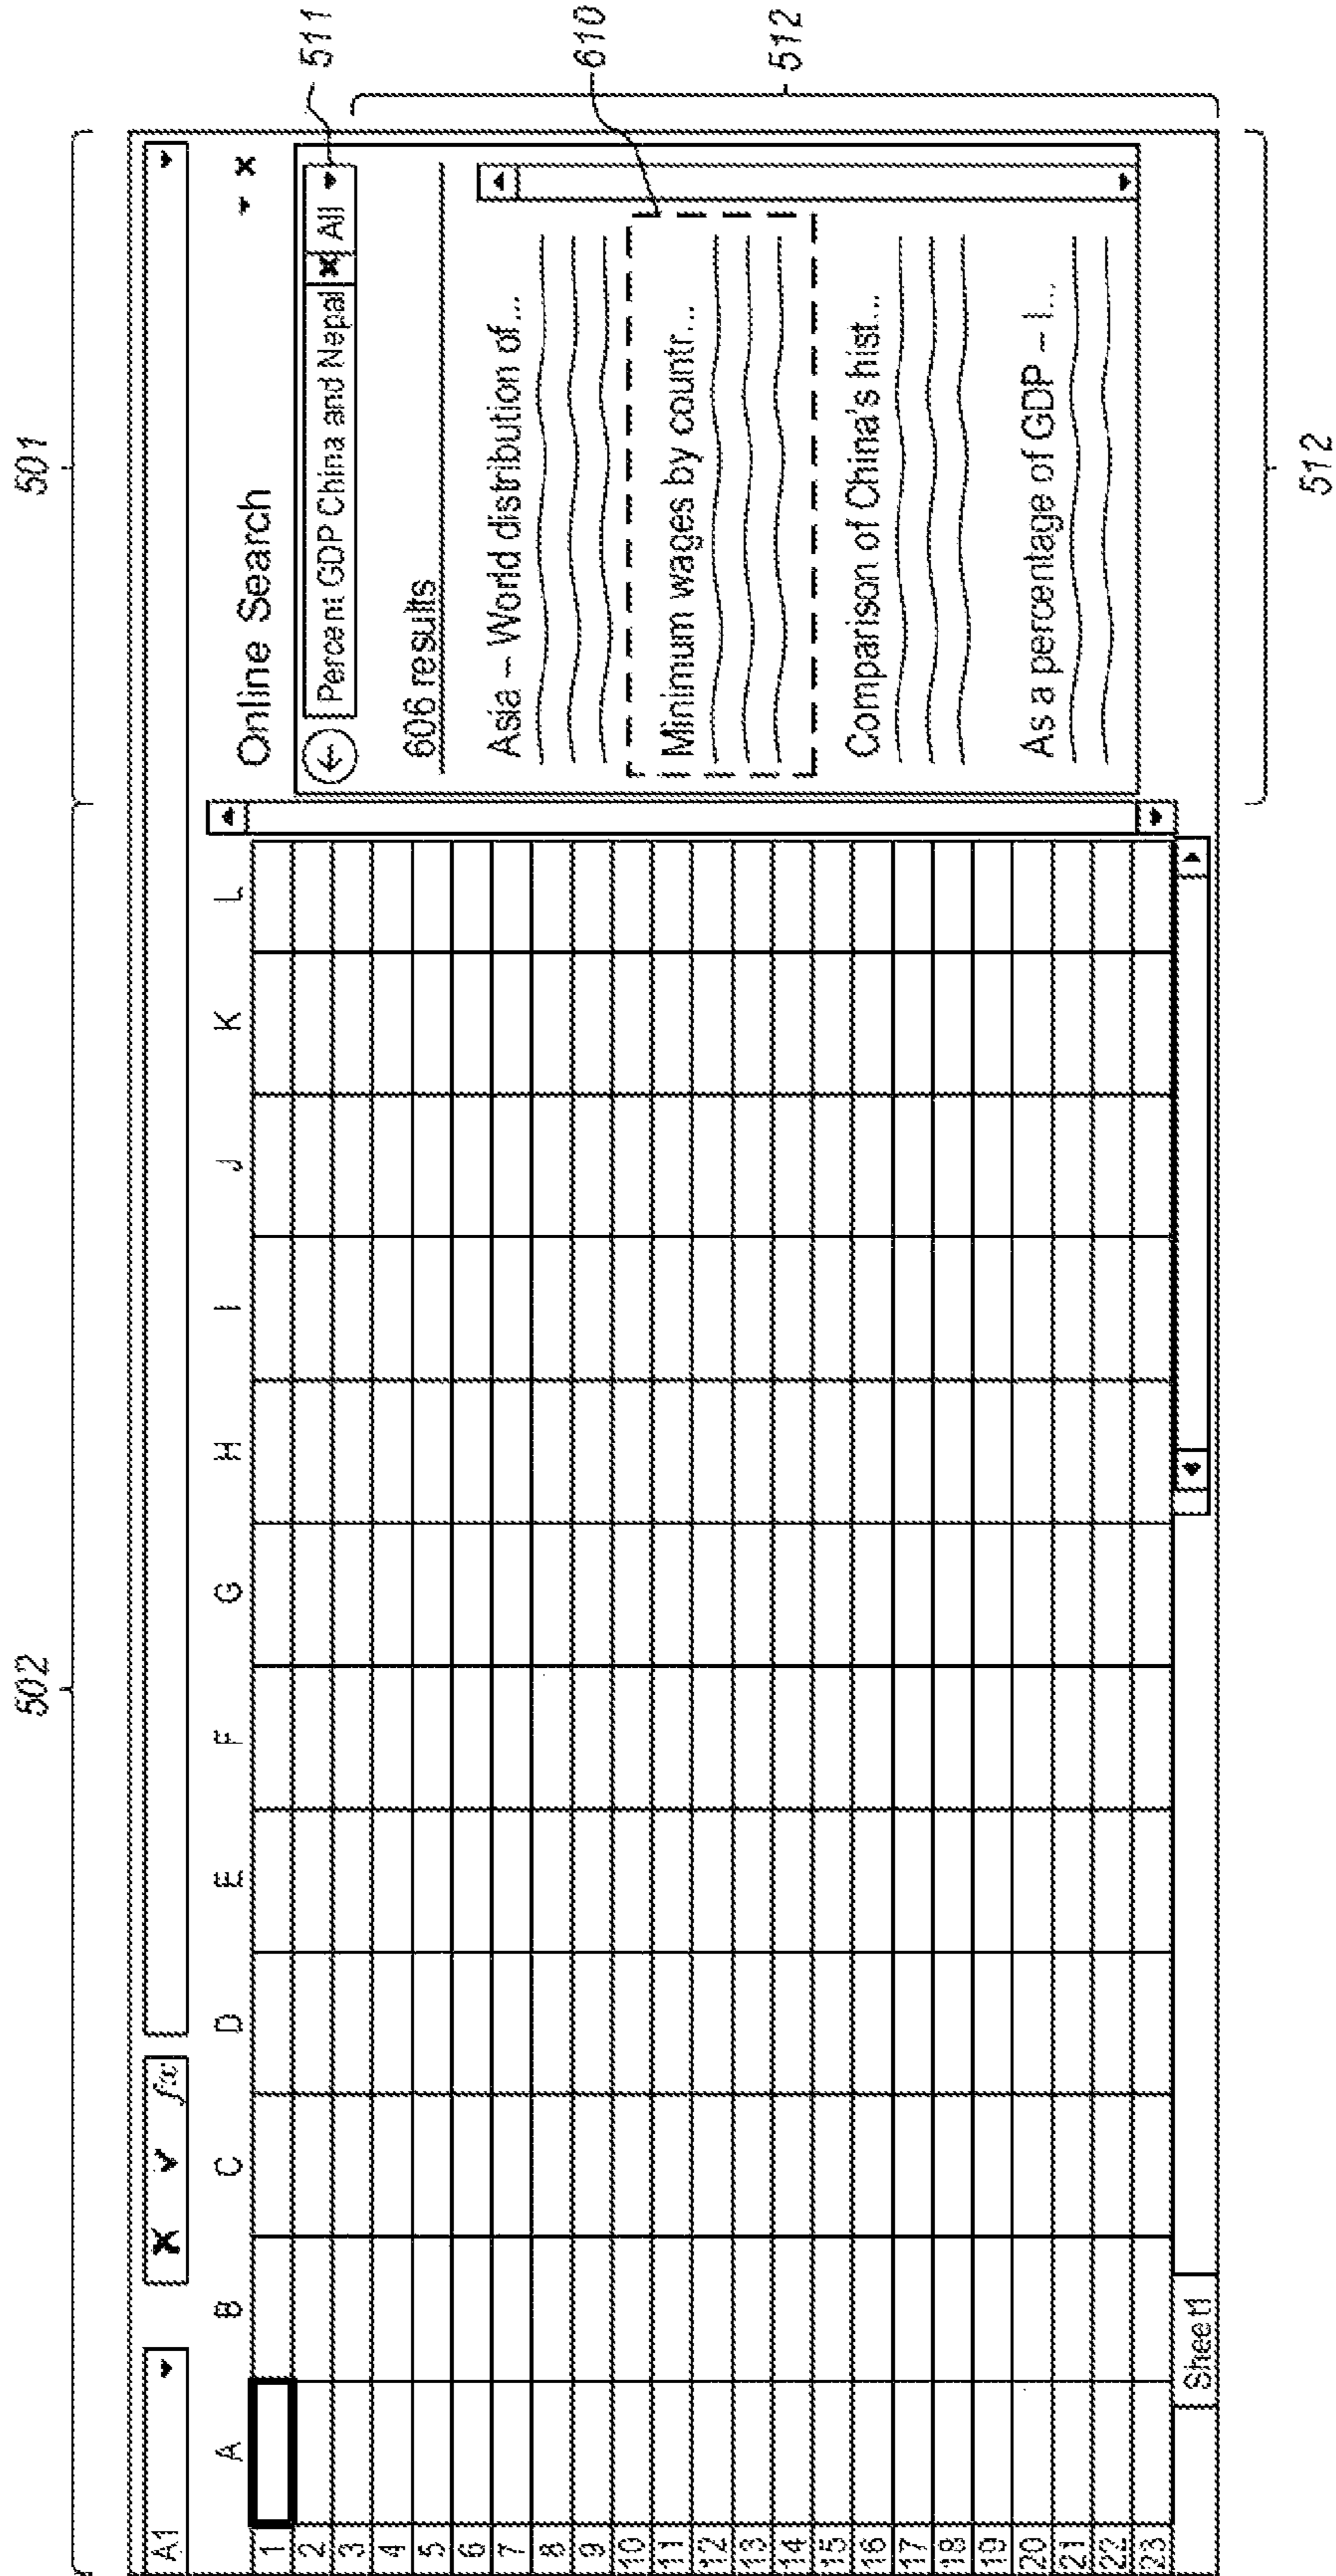 502
501
A1
X ✓ fx
A B C D E F G H I J K L
Online Search
x
Percent GDP China and Nepal x All
511
606 results
Asia – World distribution of...
610
Minimum wages by countr...
512
Comparison of China's hist...
As a percentage of GDP – I...
1
2
3
4
5
6
7
8
9
10
11
12
13
14
15
16
17
18
19
20
21
22
23
Sheet1
512